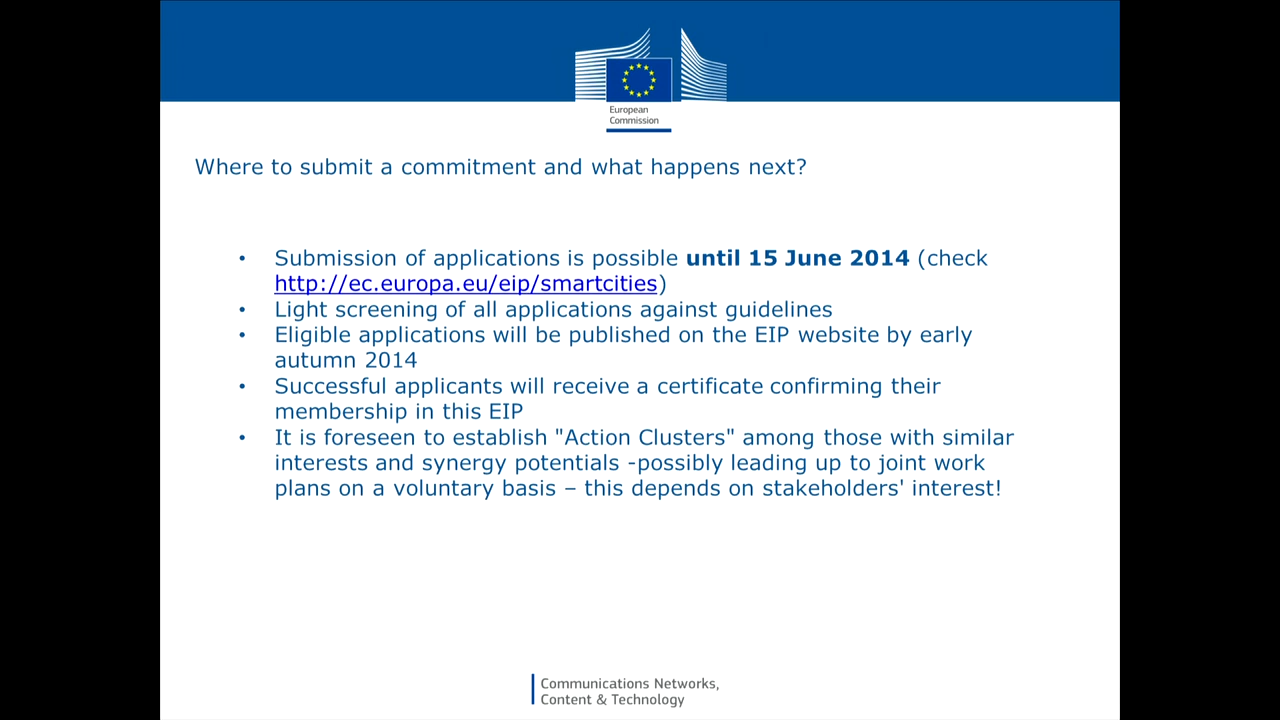 European
Commission
Where to submit a commitment and what happens next?
• Submission of applications is possible until 15 June 2014 (check
http://ec.europa.eu/eip/smartcities)
• Light screening of all applications against guidelines
• Eligible applications will be published on the EIP website by early
autumn 2014
• Successful applicants will receive a certificate confirming their
membership in this EIP
• It is foreseen to establish "Action Clusters" among those with similar
interests and synergy potentials -possibly leading up to joint work
plans on a voluntary basis – this depends on stakeholders' interest!
Communications Networks,
Content & Technology